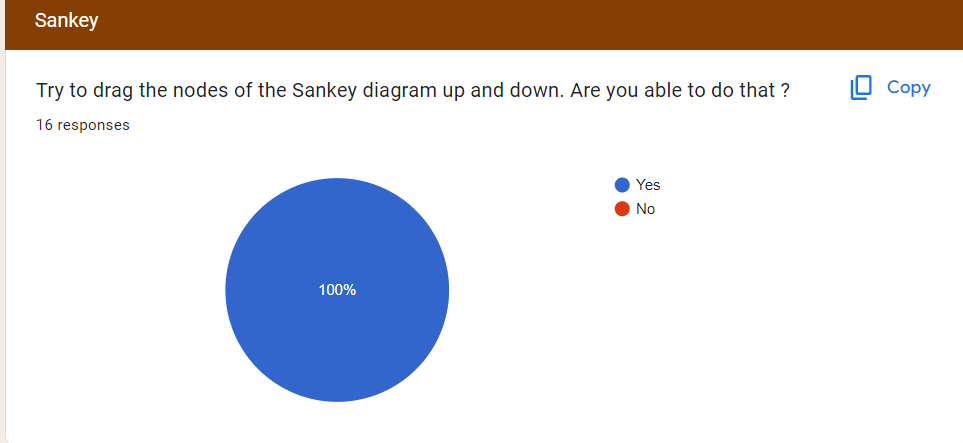 Sankey
Try to drag the nodes of the Sankey diagram up and down. Are you able to do that ?
Copy
16 responses
Yes
No
100%